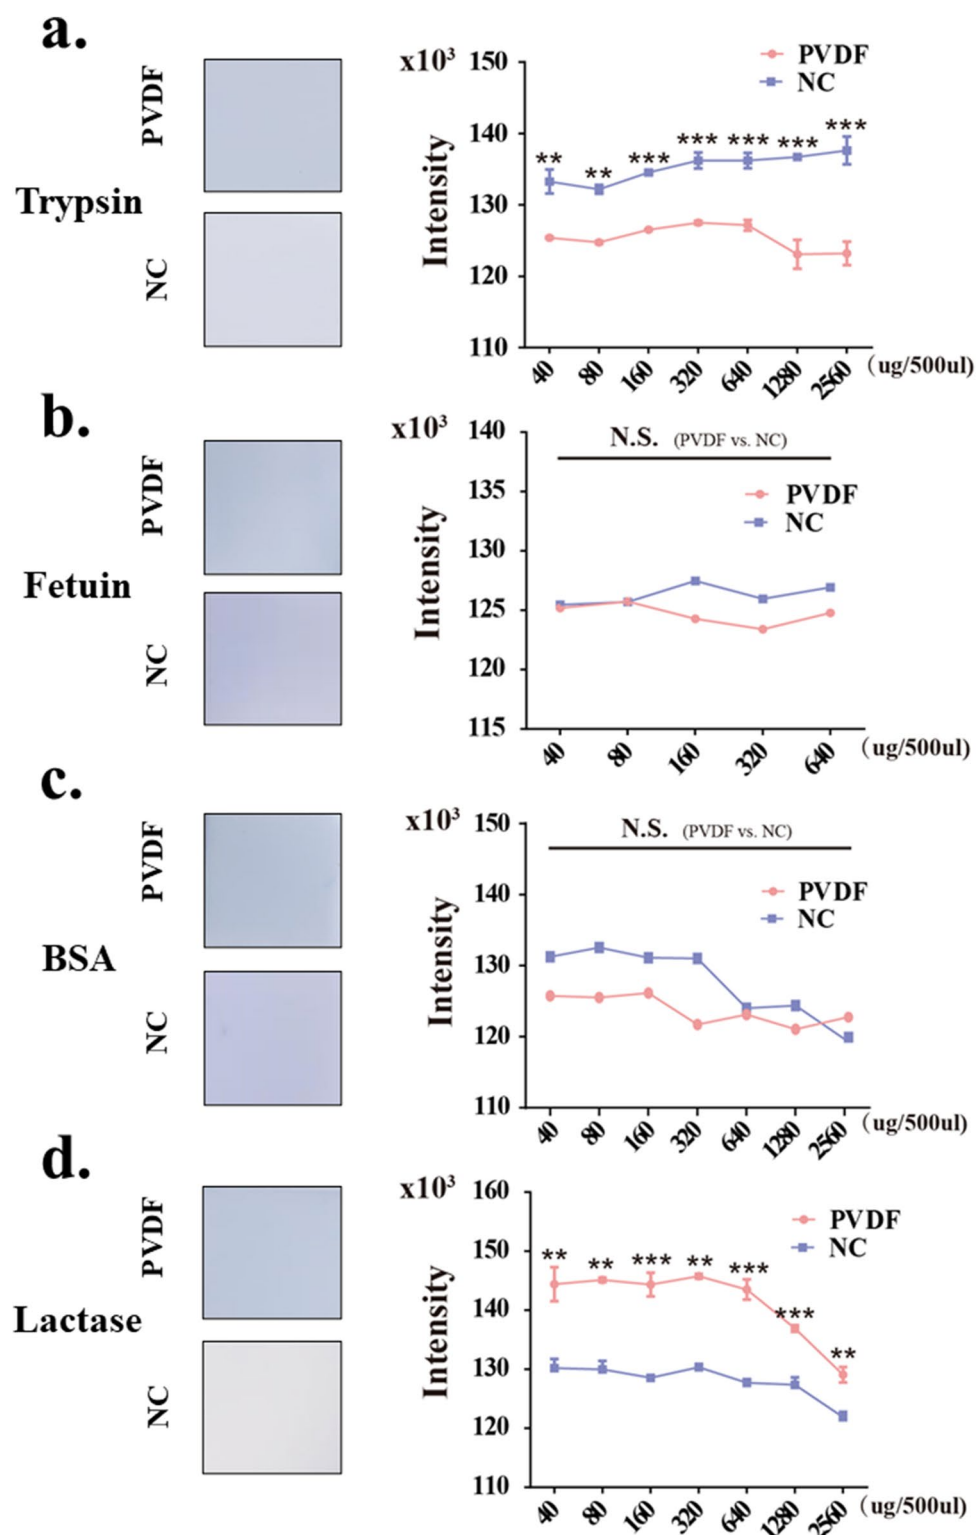 a.
PVDF
Trypsin
NC
x10³
Intensity
150
140
130
120
110
PVDF
NC
** ** *** *** *** *** ***
40 80 160 320 640 1280 2560 (ug/500ul)
b.
PVDF
Fetuin
NC
x10³
Intensity
140
135
130
125
120
115
N.S. (PVDF vs. NC)
PVDF
NC
40 80 160 320 640 (ug/500ul)
c.
PVDF
BSA
NC
x10³
Intensity
150
140
130
120
110
N.S. (PVDF vs. NC)
PVDF
NC
40 80 160 320 640 1280 2560 (ug/500ul)
d.
PVDF
Lactase
NC
x10³
Intensity
160
150
140
130
120
110
PVDF
NC
** ** *** ** *** *** **
40 80 160 320 640 1280 2560 (ug/500ul)